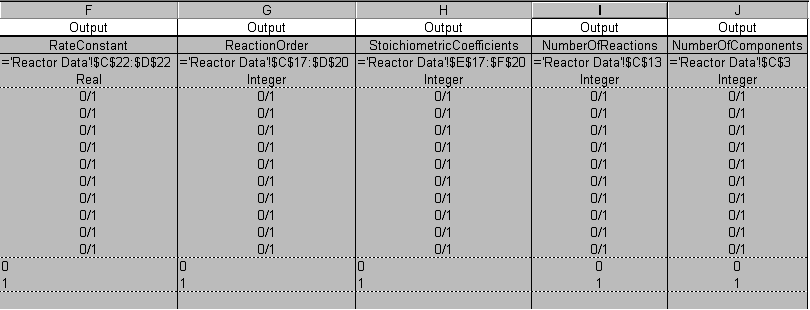 F G H I J
Output Output Output Output Output
RateConstant ReactionOrder StoichiometricCoefficients NumberOfReactions NumberOfComponents
='Reactor Data'!$C$22:$D$22 ='Reactor Data'!$C$17:$D$20 ='Reactor Data'!$E$17:$F$20 ='Reactor Data'!$C$13 ='Reactor Data'!$C$3
Real Integer Integer Integer Integer
0/1 0/1 0/1 0/1 0/1
0/1 0/1 0/1 0/1 0/1
0/1 0/1 0/1 0/1 0/1
0/1 0/1 0/1 0/1 0/1
0/1 0/1 0/1 0/1 0/1
0/1 0/1 0/1 0/1 0/1
0/1 0/1 0/1 0/1 0/1
0/1 0/1 0/1 0/1 0/1
0/1 0/1 0/1 0/1 0/1
0/1 0/1 0/1 0/1 0/1
0 0 0 0 0
1 1 1 1 1